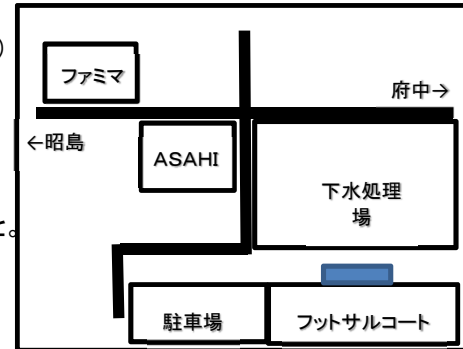 )
ファミマ
府中→
←昭島
ASAHI
下水処理
場
と。
駐車場
フットサルコート